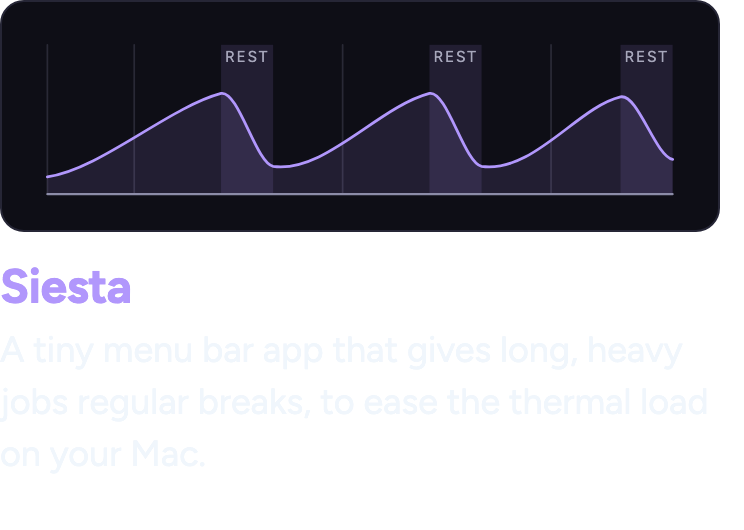 REST REST REST
Siesta
A tiny menu bar app that gives long, heavy
jobs regular breaks, to ease the thermal load
on your Mac.